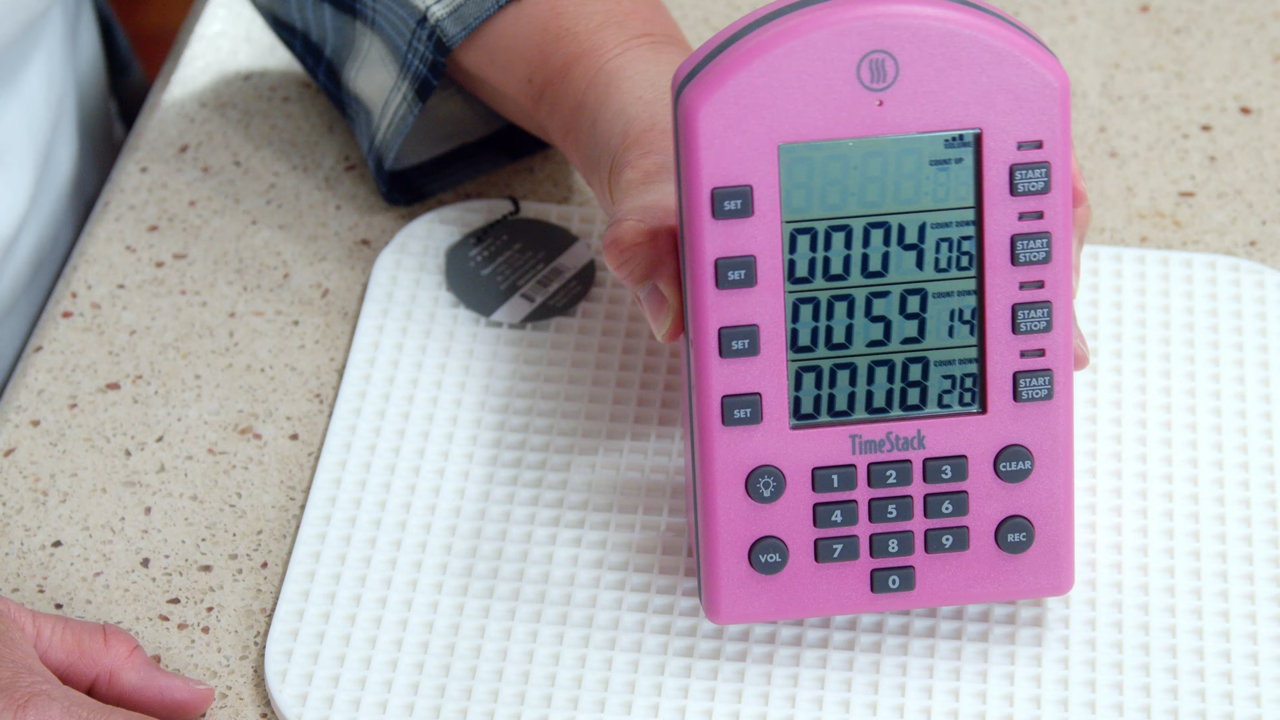 VOLUME
COUNT UP
START
STOP
SET
COUNT DOWN
0004 06
START
STOP
SET
COUNT DOWN
0059 14
START
STOP
SET
COUNT DOWN
0008 28
START
STOP
SET
TimeStack
1 2 3 CLEAR
4 5 6
VOL 7 8 9 REC
0